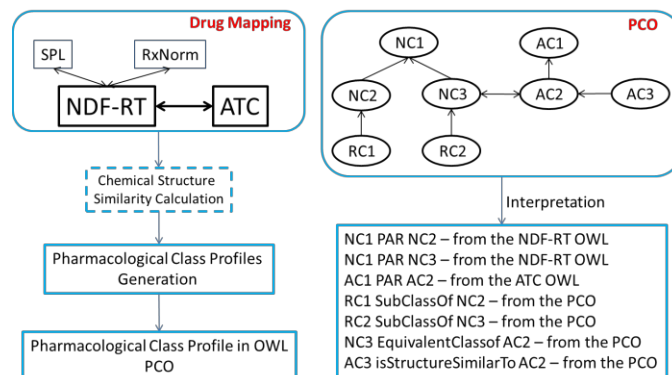 Drug Mapping
SPL
RxNorm
NDF-RT
ATC
Chemical Structure
Similarity Calculation
Pharmacological Class Profiles
Generation
Pharmacological Class Profile in OWL
PCO
PCO
NC1
AC1
NC2
NC3
AC2
AC3
RC1
RC2
Interpretation
NC1 PAR NC2 – from the NDF-RT OWL
NC1 PAR NC3 – from the NDF-RT OWL
AC1 PAR AC2 – from the ATC OWL
RC1 SubClassOf NC2 – from the PCO
RC2 SubClassOf NC3 – from the PCO
NC3 EquivalentClassof AC2 – from the PCO
AC3 isStructureSimilarTo AC2 – from the PCO